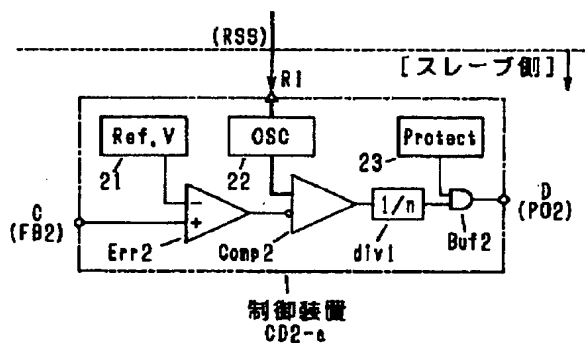 (RSS)
[スレーブ側]
R1
Ref.V
OSC
Protect
21
22
23
C
(FB2)
D
(PO2)
1/n
Err2
Comp2
div1
Buf2
制御装置
CD2-a